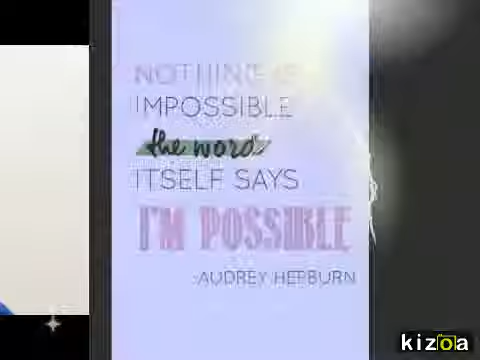 NOTHING IS
IMPOSSIBLE
the word
ITSELF SAYS
I'M POSSIBLE
-AUDREY HEPBURN
kizoa